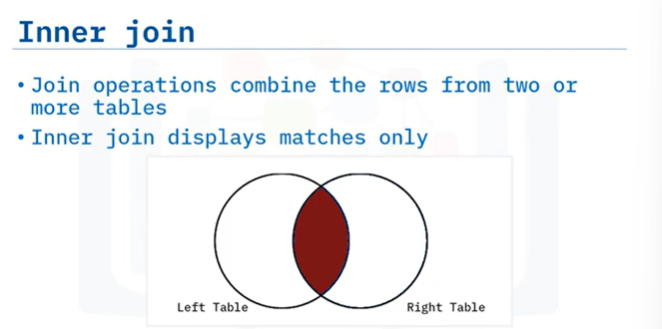 Inner join
• Join operations combine the rows from two or
more tables
• Inner join displays matches only
Left Table
Right Table